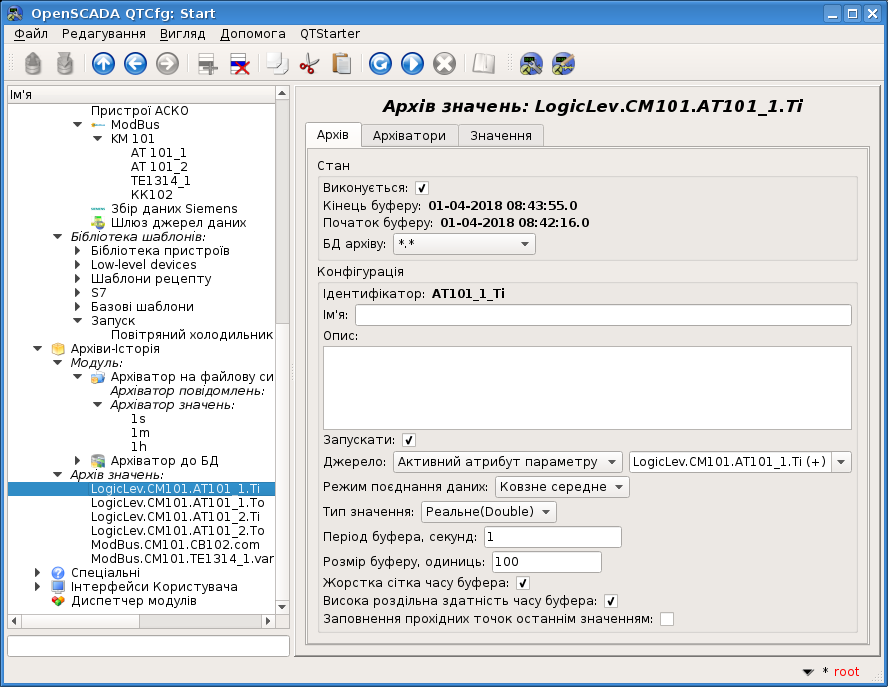 OpenSCADA QTCfg: Start
Файл Редагування Вигляд Допомога QTStarter
Ім'я
Пристрої АСКО
ModBus
KM 101
AT 101_1
AT 101_2
TE1314_1
КК102
Збір даних Siemens
Шлюз джерел даних
Бібліотека шаблонів:
Бібліотека пристроїв
Low-level devices
Шаблони рецепту
S7
Базові шаблони
Запуск
Повітряний холодильник
Архіви-Історія
Модуль:
Архіватор на файлову си
Архіватор повідомлень:
Архіватор значень:
1s
1m
1h
Архіватор до БД
Архів значень:
LogicLev.CM101.AT101_1.Ti
LogicLev.CM101.AT101_1.To
LogicLev.CM101.AT101_2.Ti
LogicLev.CM101.AT101_2.To
ModBus.CM101.CB102.com
ModBus.CM101.TE1314_1.var
Спеціальні
Інтерфейси Користувача
Диспетчер модулів
Архів значень: LogicLev.CM101.AT101_1.Ti
Архів Архіватори Значення
Стан
Виконується:
Кінець буферу: 01-04-2018 08:43:55.0
Початок буферу: 01-04-2018 08:42:16.0
БД архіву: *.*
Конфігурація
Ідентифікатор: AT101_1_Ti
Ім'я:
Опис:
Запускати:
Джерело: Активний атрибут параметру LogicLev.CM101.AT101_1.Ti (+)
Режим поєднання даних: Ковзне середнє
Тип значення: Реальне(Double)
Період буфера, секунд: 1
Розмір буферу, одиниць: 100
Жорстка сітка часу буфера:
Висока роздільна здатність часу буфера:
Заповнення прохідних точок останнім значенням:
* root